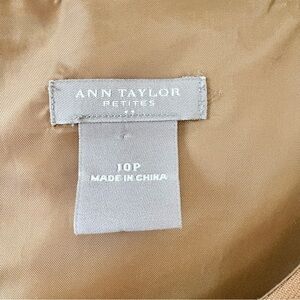 ANN TAYLOR
PETITES
10P
MADE IN CHINA